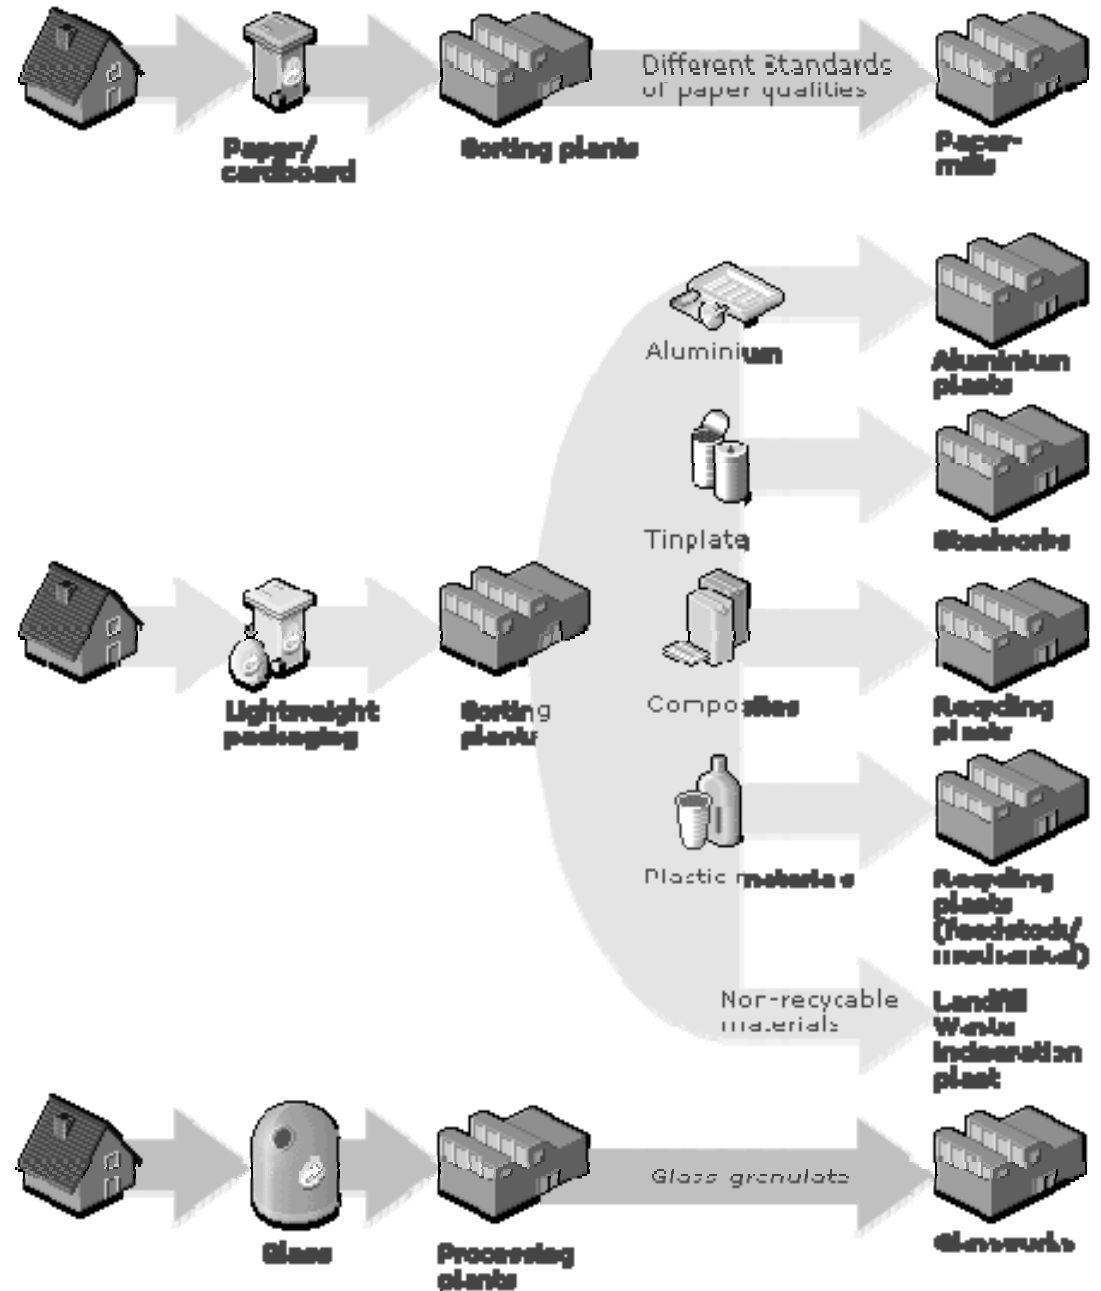 Different Standards
of paper qualities
Paper/
cardboard
Sorting plants
Paper-
mills
Aluminium
Aluminium
plants
Tinplate
Steelworks
Composites
Recycling
plants
Lightweight
packaging
Sorting
plants
Plastic materials
Recycling
plants
(feedstock/
Non-recycable
materials
Landfill
Waste
incineration
plant
Glass granulate
Glass
Processing
plants
Glassworks